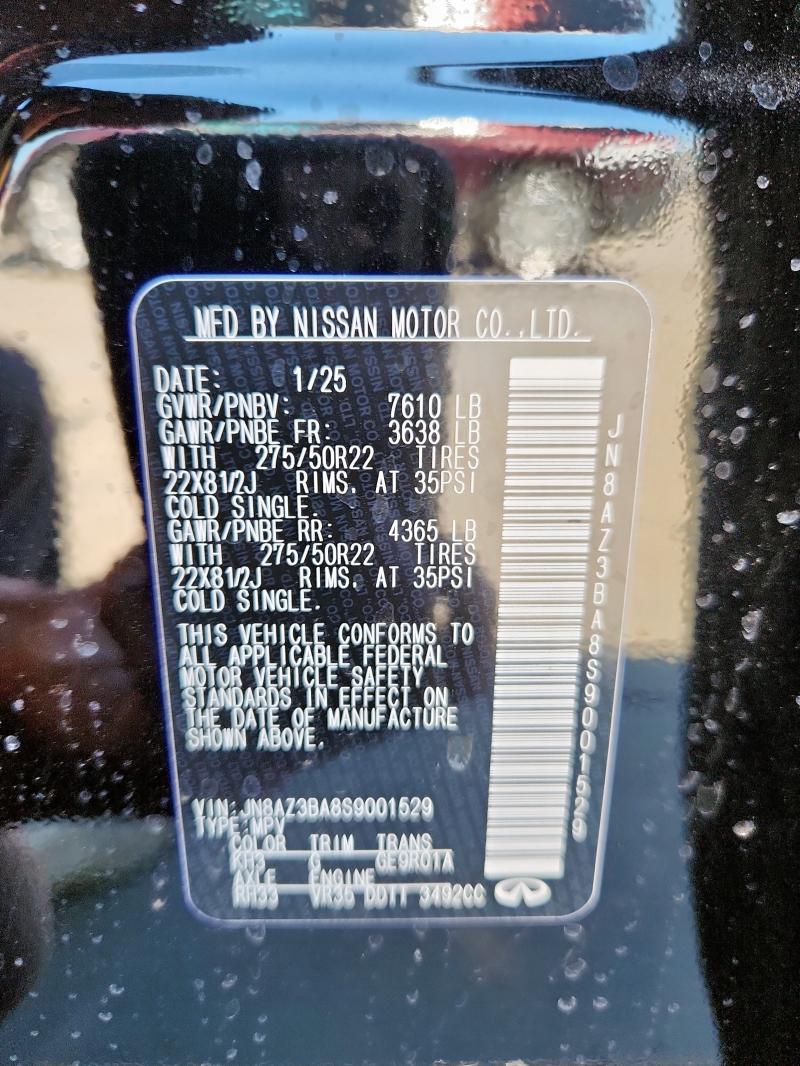 MFD BY NISSAN MOTOR CO.,LTD.
DATE: 1/25
GVWR/PNBV: 7610 LB
GAWR/PNBE FR: 3638 LB
WITH 275/50R22 TIRES
22X81/2J RIMS. AT 35PSI
COLD SINGLE.
GAWR/PNBE RR: 4365 LB
WITH 275/50R22 TIRES
22X81/2J RIMS. AT 35PSI
COLD SINGLE.
THIS VEHICLE CONFORMS TO
ALL APPLICABLE FEDERAL
MOTOR VEHICLE SAFETY
STANDARDS IN EFFECT ON
THE DATE OF MANUFACTURE
SHOWN ABOVE.
VIN:JN8AZ3BA8S9001529
TYPE:MPV
COLOR TRIM TRANS
KH3 G GE9R01A
AXLE ENGINE
RH33 VR35 DDTT 3492CC
JN8AZ3BA8S9001529